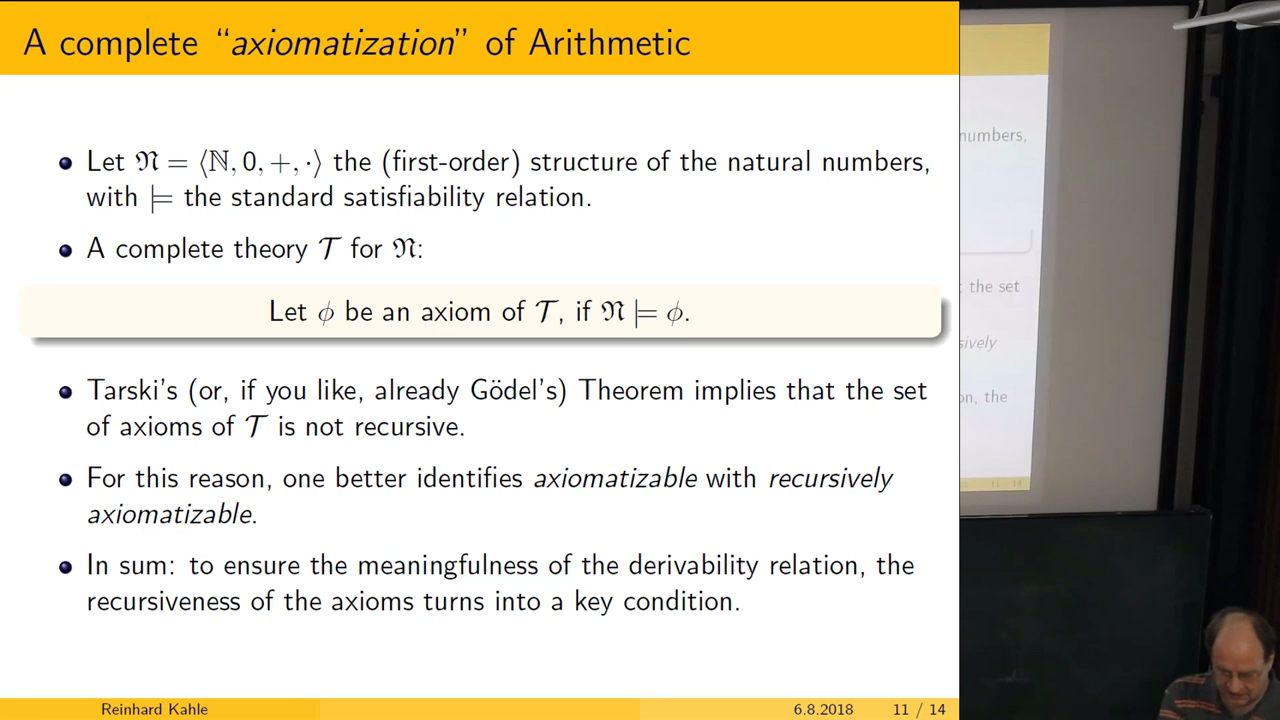 A complete “axiomatization” of Arithmetic
Let 𝔑 = ⟨ℕ, 0, +, ·⟩ the (first-order) structure of the natural numbers,
with ⊨ the standard satisfiability relation.
A complete theory 𝒯 for 𝔑:
Let ϕ be an axiom of 𝒯, if 𝔑 ⊨ ϕ.
Tarski's (or, if you like, already Gödel's) Theorem implies that the set
of axioms of 𝒯 is not recursive.
For this reason, one better identifies axiomatizable with recursively
axiomatizable.
In sum: to ensure the meaningfulness of the derivability relation, the
recursiveness of the axioms turns into a key condition.
Reinhard Kahle 6.8.2018 11 / 14
numbers,
the set
sively
on, the
11 14